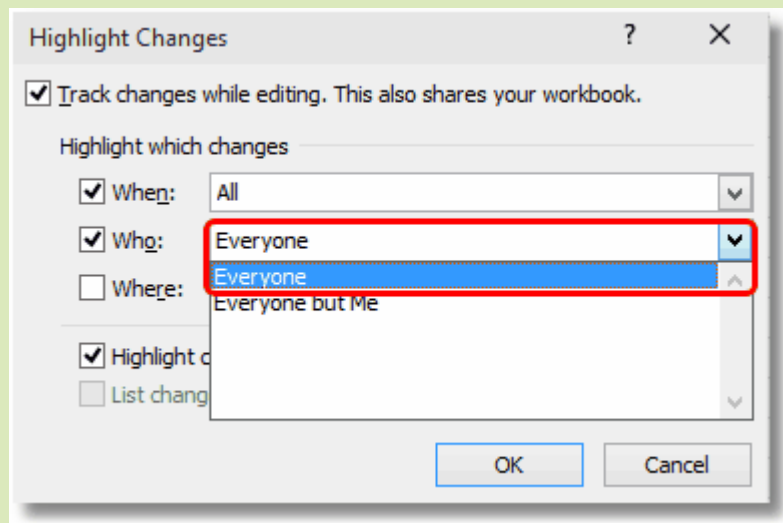 Highlight Changes ?
Track changes while editing. This also shares your workbook.
Highlight which changes
When: All
Who: Everyone
Everyone
Where:
Everyone but Me
Highlight
List chang
OK Cancel